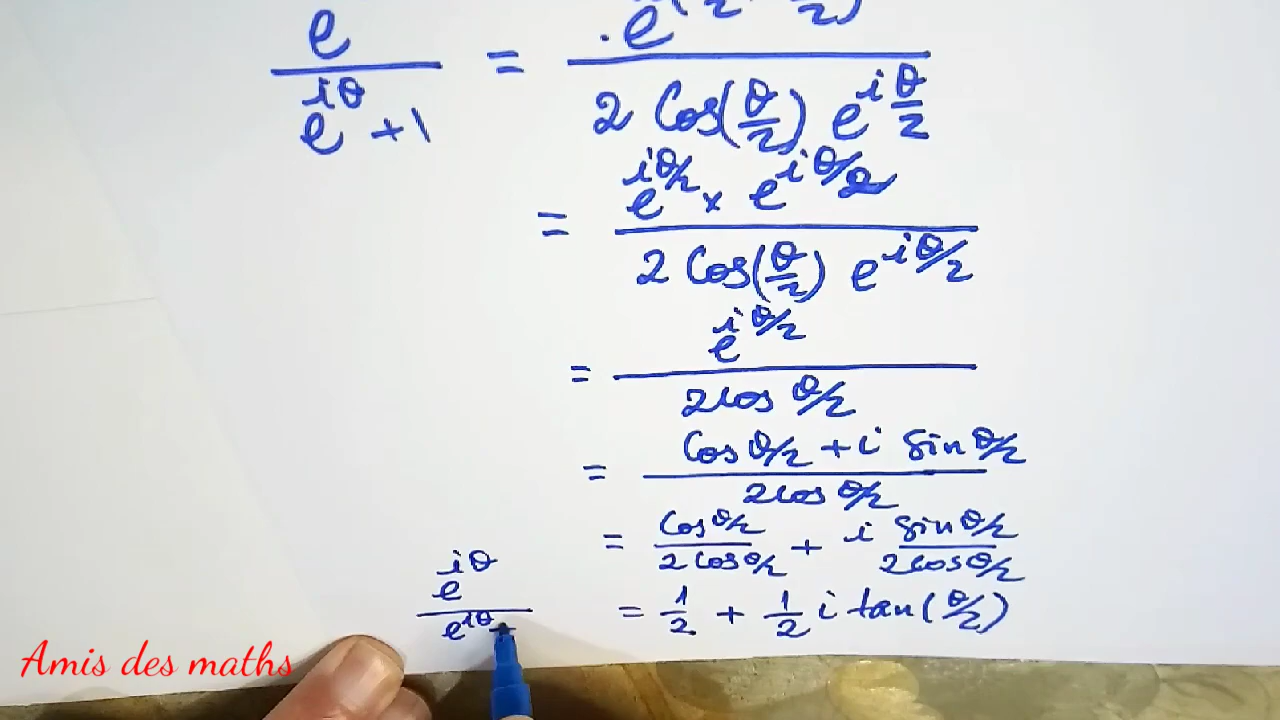 e / (e^{iθ} + 1) = . e^{i(
2 Cos(θ/2) e^{iθ/2}
= (e^{iθ/2} × e^{iθ/2}) / (2 Cos(θ/2) e^{iθ/2})
= e^{iθ/2} / (2cos θ/2)
= (Cos θ/2 + i sin θ/2) / (2cos θ/2)
= Cos θ/2 / (2 cos θ/2) + i sin θ/2 / (2cos θ/2)
e^{iθ} / e^{iθ} = 1/2 + 1/2 i tan(θ/2)
Amis des maths